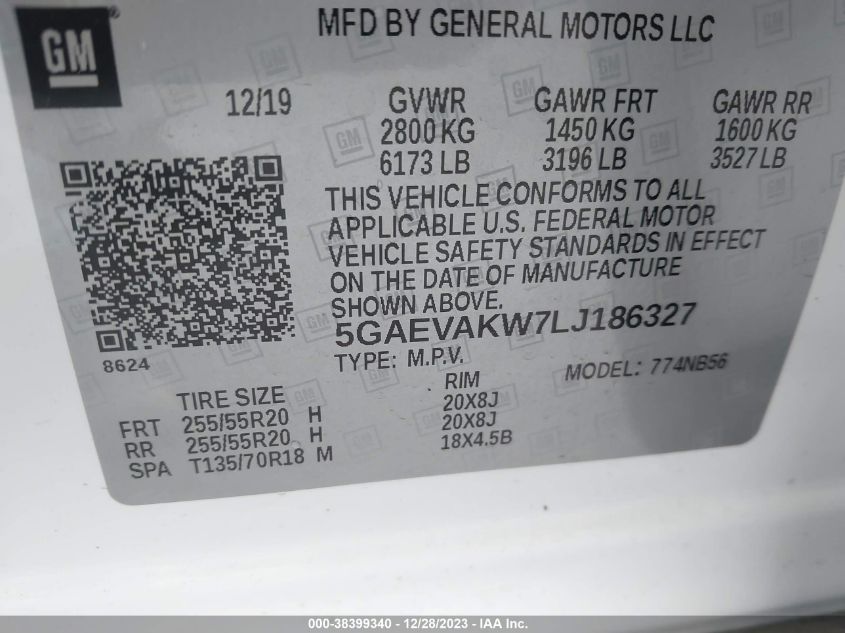 GM
MFD BY GENERAL MOTORS LLC
12/19 GVWR GAWR FRT GAWR RR
2800 KG 1450 KG 1600 KG
6173 LB 3196 LB 3527 LB
THIS VEHICLE CONFORMS TO ALL
APPLICABLE U.S. FEDERAL MOTOR
VEHICLE SAFETY STANDARDS IN EFFECT
ON THE DATE OF MANUFACTURE
SHOWN ABOVE.
5GAEVAKW7LJ186327
8624
TYPE: M.P.V. MODEL: 774NB56
TIRE SIZE RIM
FRT 255/55R20 H 20X8J
RR 255/55R20 H 20X8J
SPA T135/70R18 M 18X4.5B
000-38399340 - 12/28/2023 - IAA Inc.